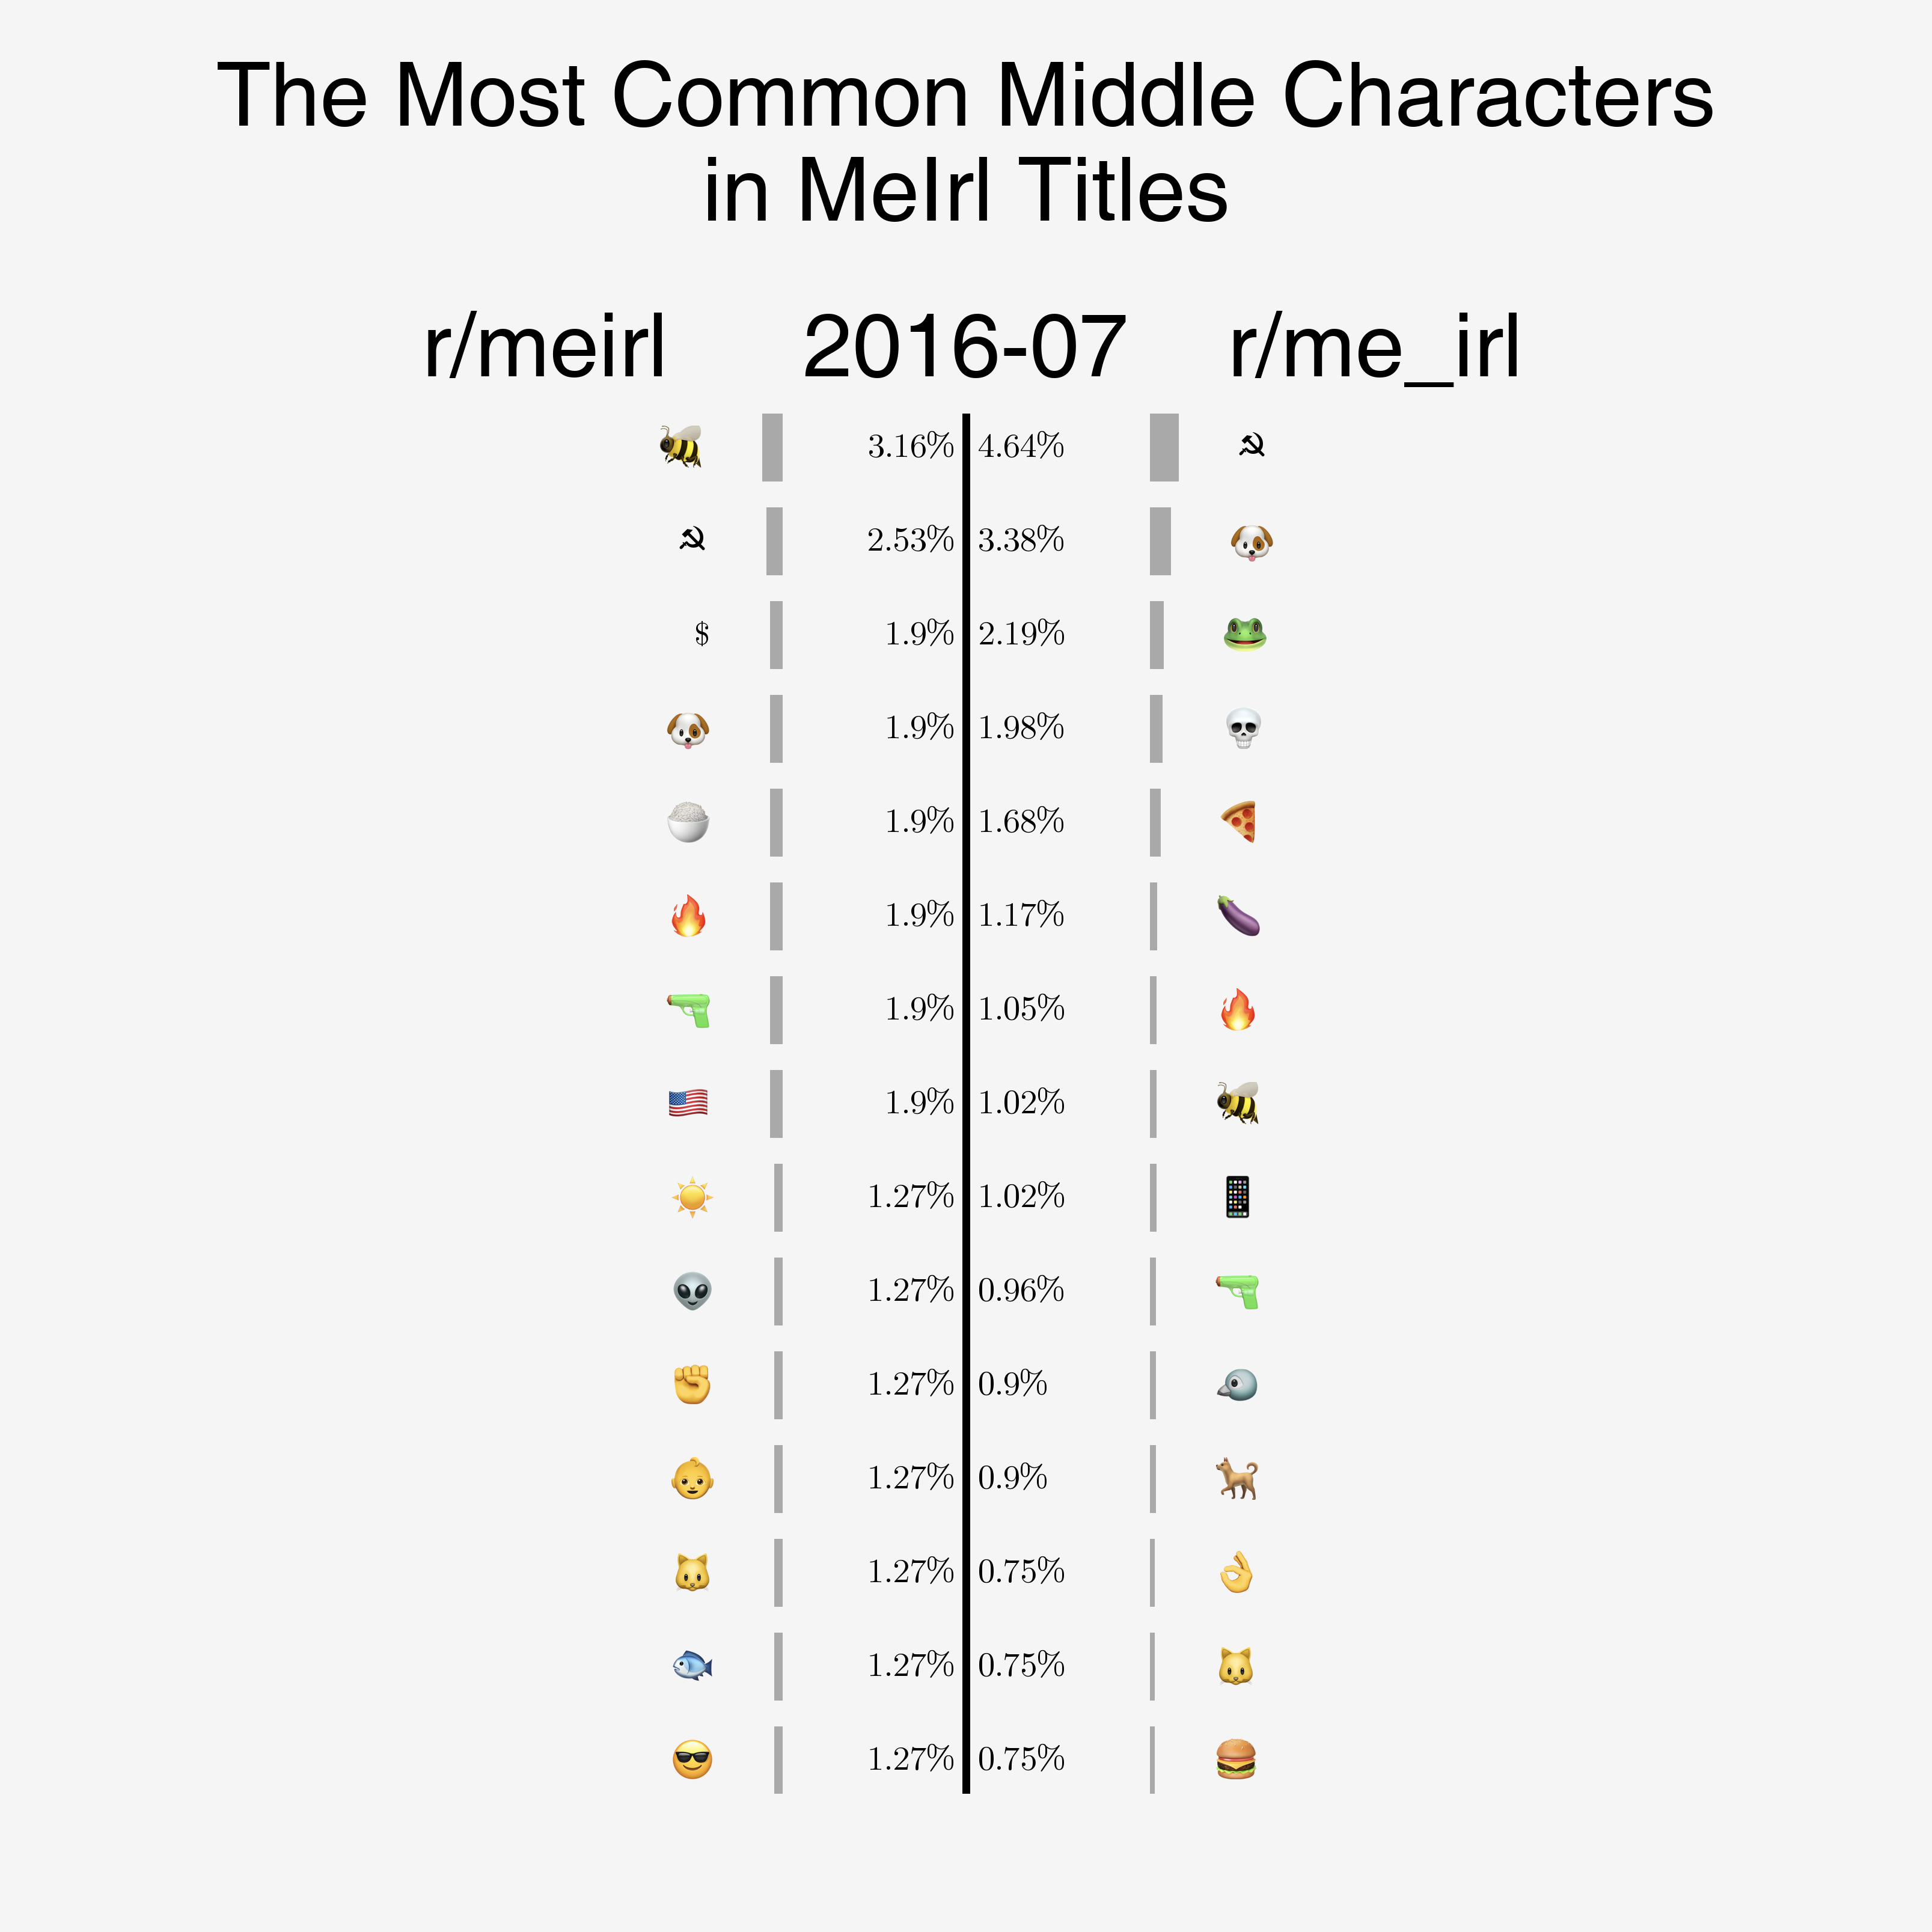 The Most Common Middle Characters
in MeIrl Titles
r/meirl 2016-07 r/me_irl
🐝 3.16% 4.64% ☭
☭ 2.53% 3.38% 🐶
$ 1.9% 2.19% 🐸
🐶 1.9% 1.98% 💀
🍚 1.9% 1.68% 🍕
🔥 1.9% 1.17% 🍆
🔫 1.9% 1.05% 🔥
🇺🇸 1.9% 1.02% 🐝
☀️ 1.27% 1.02% 📱
👽 1.27% 0.96% 🔫
✊ 1.27% 0.9% 🐦
👶 1.27% 0.9% 🐕
🐱 1.27% 0.75% 👌
🐟 1.27% 0.75% 🐱
😎 1.27% 0.75% 🍔